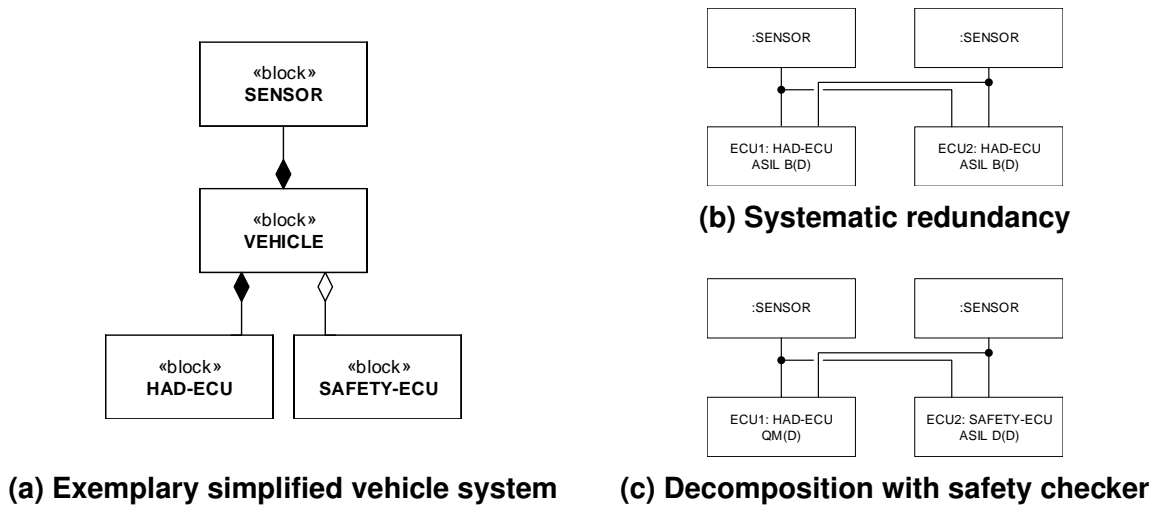 «block»
SENSOR
«block»
VEHICLE
«block»
HAD-ECU
«block»
SAFETY-ECU
(a) Exemplary simplified vehicle system
:SENSOR
:SENSOR
ECU1: HAD-ECU
ASIL B(D)
ECU2: HAD-ECU
ASIL B(D)
(b) Systematic redundancy
:SENSOR
:SENSOR
ECU1: HAD-ECU
QM(D)
ECU2: SAFETY-ECU
ASIL D(D)
(c) Decomposition with safety checker